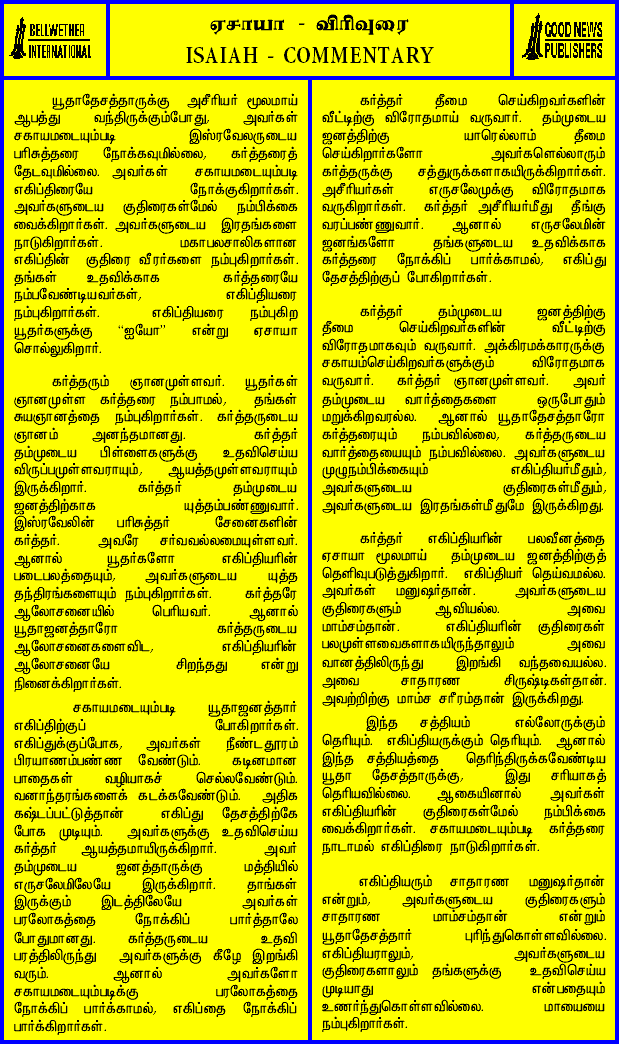 BELLWETHER
INTERNATIONAL
ஏசாயா - விரிவுரை
ISAIAH - COMMENTARY
GOOD NEWS
PUBLISHERS
யூதாதேசத்தாருக்கு அசீரியர் மூலமாய்
ஆபத்து வந்திருக்கும்போது, அவர்கள்
சகாயமடையும்படி இஸ்ரவேலருடைய
பரிசுத்தரை நோக்கவுமில்லை, கர்த்தரைத்
தேடவுமில்லை. அவர்கள் சகாயமடையும்படி
எகிப்திரையே நோக்குகிறார்கள்.
அவர்களுடைய குதிரைகள்மேல் நம்பிக்கை
வைக்கிறார்கள். அவர்களுடைய இரதங்களை
நாடுகிறார்கள். மகாபலசாலிகளான
எகிப்தின் குதிரை வீரர்களை நம்புகிறார்கள்.
தங்கள் உதவிக்காக கர்த்தரையே
நம்பவேண்டியவர்கள், எகிப்தியரை
நம்புகிறார்கள். எகிப்தியரை நம்புகிற
யூதர்களுக்கு “ஐயோ” என்று ஏசாயா
சொல்லுகிறார்.
கர்த்தரும் ஞானமுள்ளவர். யூதர்கள்
ஞானமுள்ள கர்த்தரை நம்பாமல், தங்கள்
சுயஞானத்தை நம்புகிறார்கள். கர்த்தருடைய
ஞானம் அனந்தமானது. கர்த்தர்
தம்முடைய பிள்ளைகளுக்கு உதவிசெய்ய
விருப்பமுள்ளவராயும், ஆயத்தமுள்ளவராயும்
இருக்கிறார். கர்த்தர் தம்முடைய
ஜனத்திற்காக யுத்தம்பண்ணுவார்.
இஸ்ரவேலின் பரிசுத்தர் சேனைகளின்
கர்த்தர். அவரே சர்வவல்லமையுள்ளவர்.
ஆனால் யூதர்களோ எகிப்தியரின்
படைபலத்தையும், அவர்களுடைய யுத்த
தந்திரங்களையும் நம்புகிறார்கள். கர்த்தரே
ஆலோசனையில் பெரியவர். ஆனால்
யூதாஜனத்தாரோ கர்த்தருடைய
ஆலோசனைகளைவிட, எகிப்தியரின்
ஆலோசனையே சிறந்தது என்று
நினைக்கிறார்கள்.
சகாயமடையும்படி யூதாஜனத்தார்
எகிப்திற்குப் போகிறார்கள்.
எகிப்துக்குப்போக, அவர்கள் நீண்டதூரம்
பிரயாணம்பண்ண வேண்டும். கடினமான
பாதைகள் வழியாகச் செல்லவேண்டும்.
வனாந்தரங்களைக் கடக்கவேண்டும். அதிக
கஷ்டப்பட்டுத்தான் எகிப்து தேசத்திற்கே
போக முடியும். அவர்களுக்கு உதவிசெய்ய
கர்த்தர் ஆயத்தமாயிருக்கிறார். அவர்
தம்முடைய ஜனத்தாருக்கு மத்தியில்
எருசலேமிலேயே இருக்கிறார். தாங்கள்
இருக்கும் இடத்திலேயே அவர்கள்
பரலோகத்தை நோக்கிப் பார்த்தாலே
போதுமானது. கர்த்தருடைய உதவி
பரத்திலிருந்து அவர்களுக்கு கீழே இறங்கி
வரும். ஆனால் அவர்களோ
சகாயமடையும்படிக்கு பரலோகத்தை
நோக்கிப் பார்க்காமல், எகிப்தை நோக்கிப்
பார்க்கிறார்கள்.
கர்த்தர் தீமை செய்கிறவர்களின்
வீட்டிற்கு விரோதமாய் வருவார். தம்முடைய
ஜனத்திற்கு யாரெல்லாம் தீமை
செய்கிறார்களோ அவர்களெல்லாரும்
கர்த்தருக்கு சத்துருக்களாகயிருக்கிறார்கள்.
அசீரியர்கள் எருசலேமுக்கு விரோதமாக
வருகிறார்கள். கர்த்தர் அசீரியர்மீது தீங்கு
வரப்பண்ணுவார். ஆனால் எருசலேமின்
ஜனங்களோ தங்களுடைய உதவிக்காக
கர்த்தரை நோக்கிப் பார்க்காமல், எகிப்து
தேசத்திற்குப் போகிறார்கள்.
கர்த்தர் தம்முடைய ஜனத்திற்கு
தீமை செய்கிறவர்களின் வீட்டிற்கு
விரோதமாகவும் வருவார். அக்கிரமக்காரருக்கு
சகாயம்செய்கிறவர்களுக்கும் விரோதமாக
வருவார். கர்த்தர் ஞானமுள்ளவர். அவர்
தம்முடைய வார்த்தைகளை ஒருபோதும்
மறுக்கிறவரல்ல. ஆனால் யூதாதேசத்தாரோ
கர்த்தரையும் நம்பவில்லை, கர்த்தருடைய
வார்த்தையையும் நம்பவில்லை. அவர்களுடைய
முழுநம்பிக்கையும் எகிப்தியர்மீதும்,
அவர்களுடைய குதிரைகள்மீதும்,
அவர்களுடைய இரதங்கள்மீதுமே இருக்கிறது.
கர்த்தர் எகிப்தியரின் பலவீனத்தை
ஏசாயா மூலமாய் தம்முடைய ஜனத்திற்குத்
தெளிவுபடுத்துகிறார். எகிப்தியர் தெய்வமல்ல.
அவர்கள் மனுஷர்தான். அவர்களுடைய
குதிரைகளும் ஆவியல்ல. அவை
மாம்சம்தான். எகிப்தியரின் குதிரைகள்
பலமுள்ளவைகளாகயிருந்தாலும் அவை
வானத்திலிருந்து இறங்கி வந்தவையல்ல.
அவை சாதாரண சிருஷ்டிகள்தான்.
அவற்றிற்கு மாம்ச சரீரம்தான் இருக்கிறது.
இந்த சத்தியம் எல்லோருக்கும்
தெரியும். எகிப்தியருக்கும் தெரியும். ஆனால்
இந்த சத்தியத்தை தெரிந்திருக்கவேண்டிய
யூதா தேசத்தாருக்கு, இது சரியாகத்
தெரியவில்லை. ஆகையினால் அவர்கள்
எகிப்தியரின் குதிரைகள்மேல் நம்பிக்கை
வைக்கிறார்கள். சகாயமடையும்படி கர்த்தரை
நாடாமல் எகிப்திரை நாடுகிறார்கள்.
எகிப்தியரும் சாதாரண மனுஷர்தான்
என்றும், அவர்களுடைய குதிரைகளும்
சாதாரண மாம்சம்தான் என்றும்
யூதாதேசத்தார் புரிந்துகொள்ளவில்லை.
எகிப்தியராலும், அவர்களுடைய
குதிரைகளாலும் தங்களுக்கு உதவிசெய்ய
முடியாது என்பதையும்
உணர்ந்துகொள்ளவில்லை. மாயையை
நம்புகிறார்கள்.